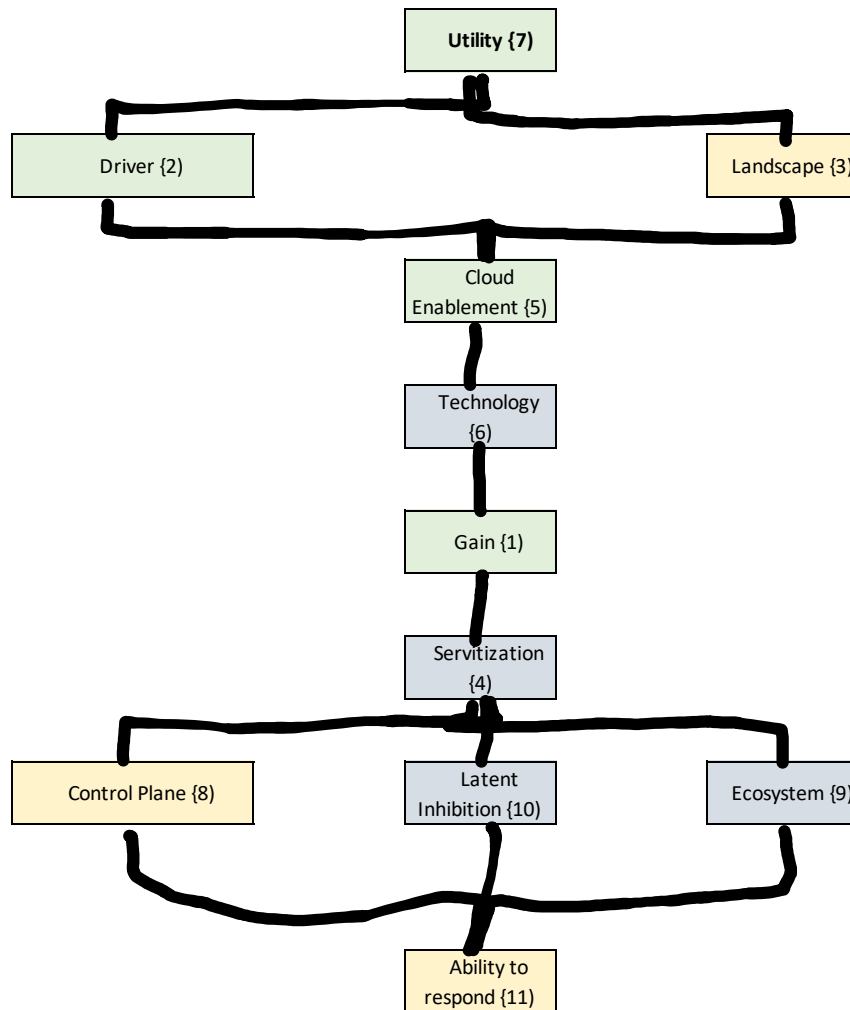 Utility {7)
Driver {2)
Landscape {3)
Cloud
Enablement {5)
Technology
{6)
Gain {1)
Servitization
{4)
Control Plane {8)
Latent
Inhibition {10)
Ecosystem {9)
Ability to
respond {11)